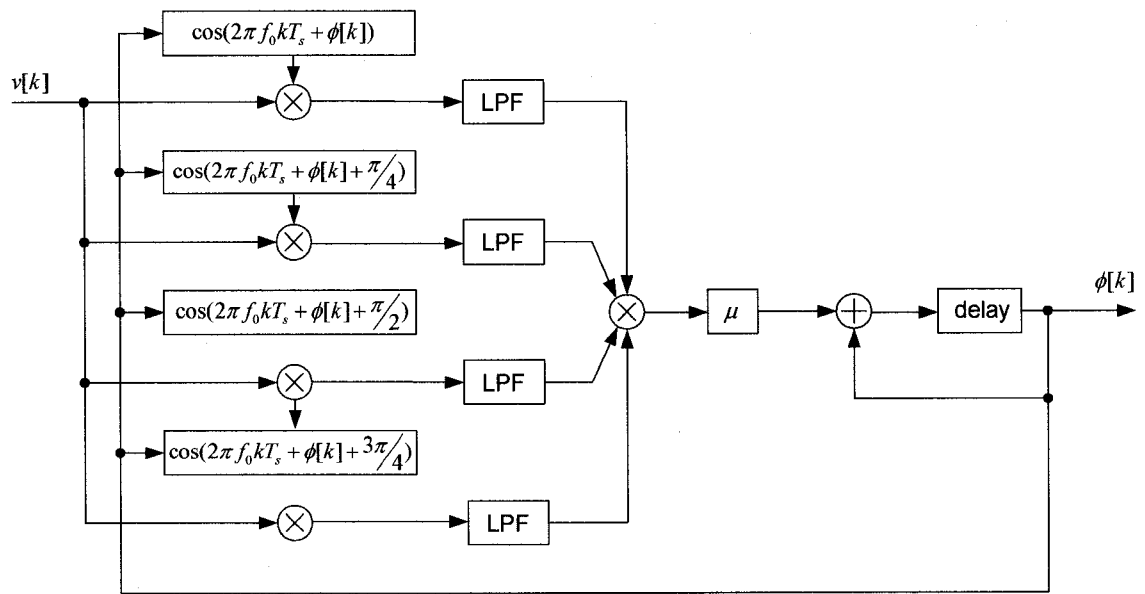 cos(2π f₀kTₛ + ϕ[k])
v[k]
LPF
cos(2π f₀kTₛ + ϕ[k] + π/4)
LPF
cos(2π f₀kTₛ + ϕ[k] + π/2)
ϕ[k]
μ
delay
LPF
cos(2π f₀kTₛ + ϕ[k] + 3π/4)
LPF